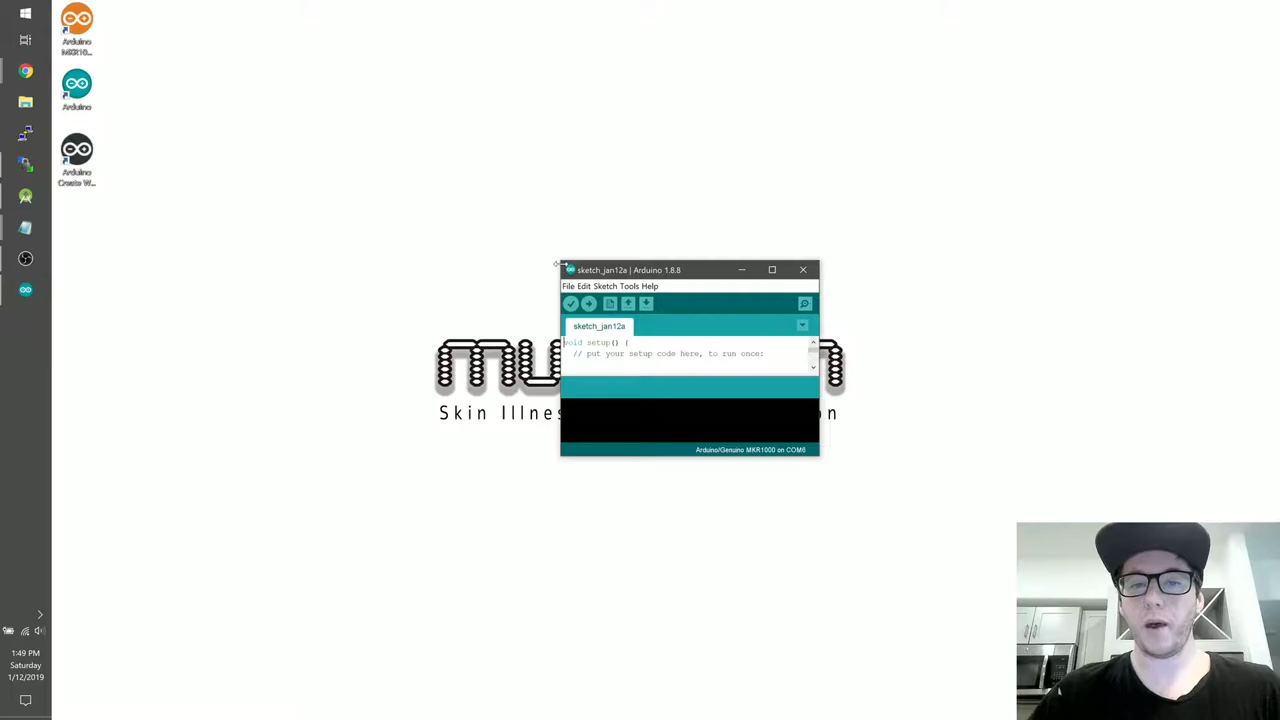 Arduino
MKR10...
Arduino
Arduino
Create W...
sketch_jan12a | Arduino 1.8.8
File Edit Sketch Tools Help
sketch_jan12a
void setup() {
// put your setup code here, to run once:
Skin Illnes
on
Arduino/Genuino MKR1000 on COM6
1:49 PM
Saturday
1/12/2019